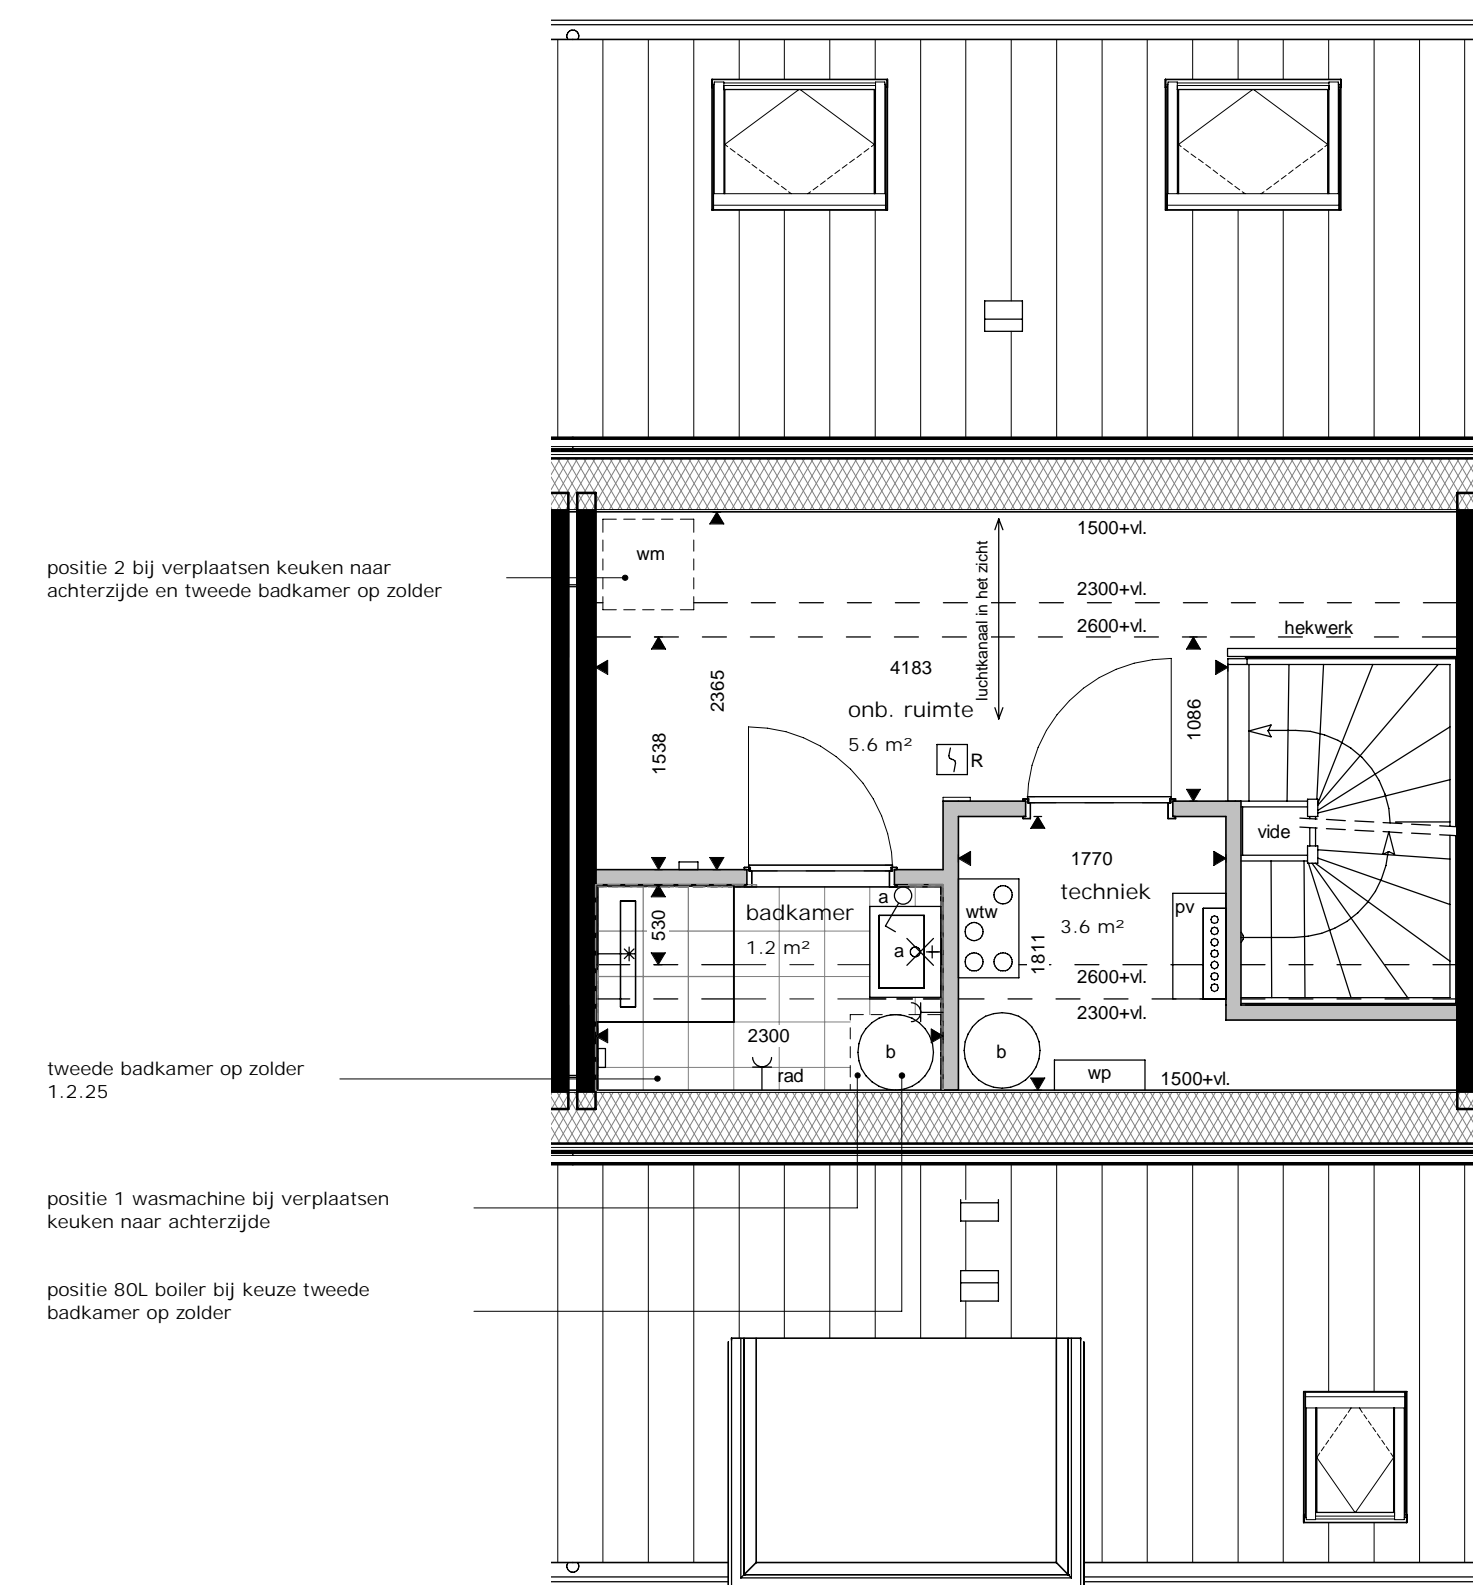 wm
1500+vl.
luchtkanaal in het zicht
positie 2 bij verplaatsen keuken naar
achterzijde en tweede badkamer op zolder
2300+vl.
2600+vl.
hekwerk
4183
2365
onb. ruimte
5.6 m²
1086
1538
R
vide
1770
techniek
3.6 m²
wtw
pv
badkamer
1.2 m²
a
a
530
1811
2600+vl.
2300+vl.
2300
b
b
rad
wp
1500+vl.
tweede badkamer op zolder
1.2.25
positie 1 wasmachine bij verplaatsen
keuken naar achterzijde
positie 80L boiler bij keuze tweede
badkamer op zolder